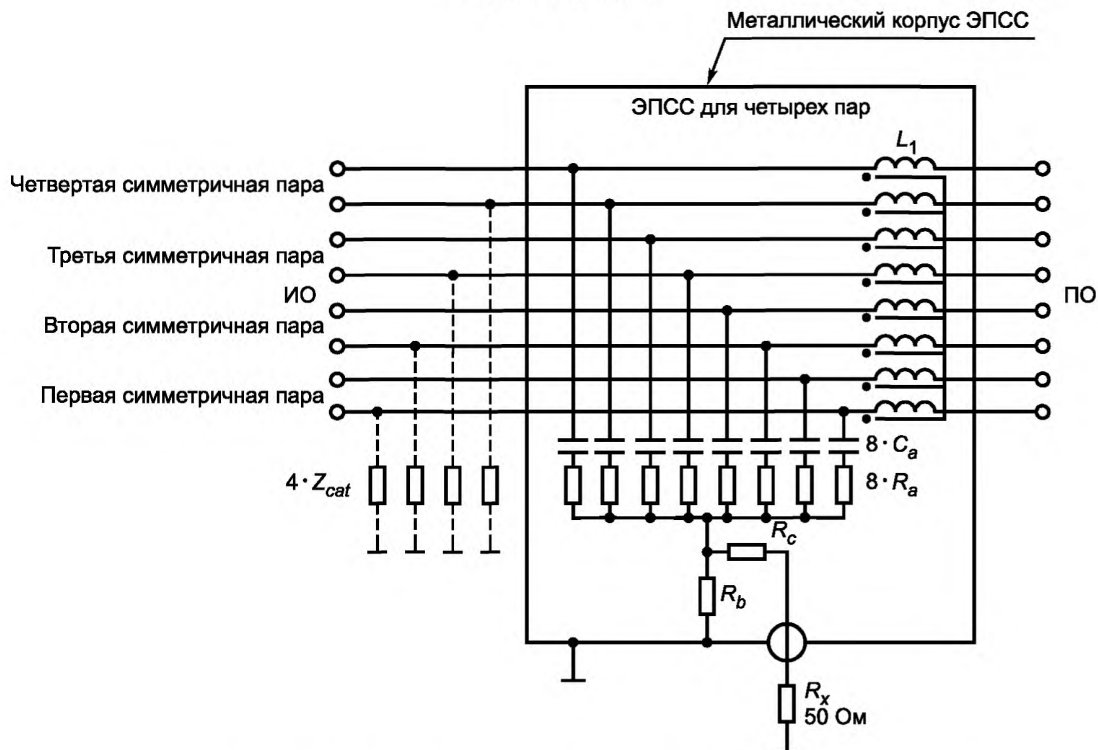 Металлический корпус ЭПСС
ЭПСС для четырех пар
L1
Четвертая симметричная пара
Третья симметричная пара
ИО
ПО
Вторая симметричная пара
Первая симметричная пара
8 · Ca
4 · Zcat
8 · Ra
Rc
Rb
Rx
50 Ом